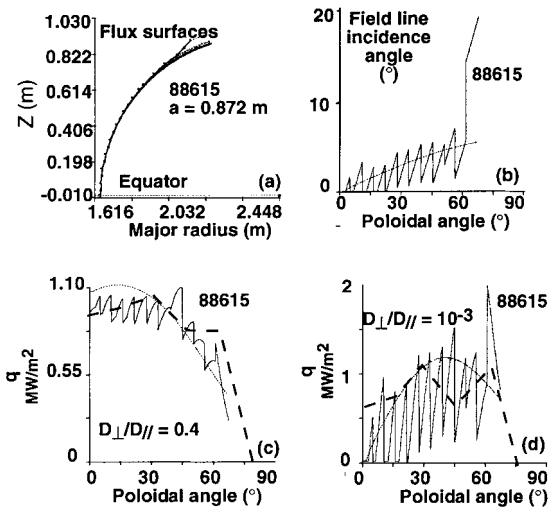 1.030
0.822
0.614
0.406
0.198
-0.010
Z (m)
Flux surfaces
88615
a = 0.872 m
Equator
(a)
1.616 2.032 2.448
Major radius (m)
20
10
0
Field line
incidence
angle
(°)
88615
(b)
0 30 60 90
Poloidal angle (°)
1.10
0.55
0
q
MW/m2
88615
D⊥/D// = 0.4
(c)
0 30 60 90
Poloidal angle (°)
2
1
0
q
MW/m2
88615
D⊥/D// = 10-3
(d)
0 30 60 90
Poloidal angle (°)